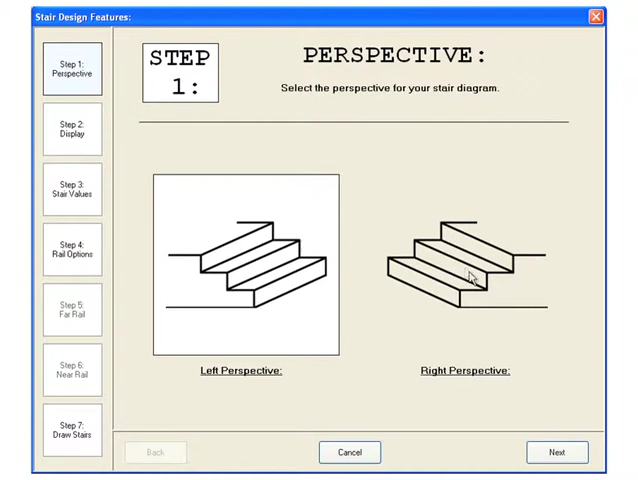 Stair Design Features:
Step 1:
Perspective
Step 2:
Display
Step 3:
Stair Values
Step 4:
Rail Options
Step 5:
Far Rail
Step 6:
Near Rail
Step 7:
Draw Stairs
STEP
1:
PERSPECTIVE:
Select the perspective for your stair diagram.
Left Perspective:
Right Perspective:
Back
Cancel
Next